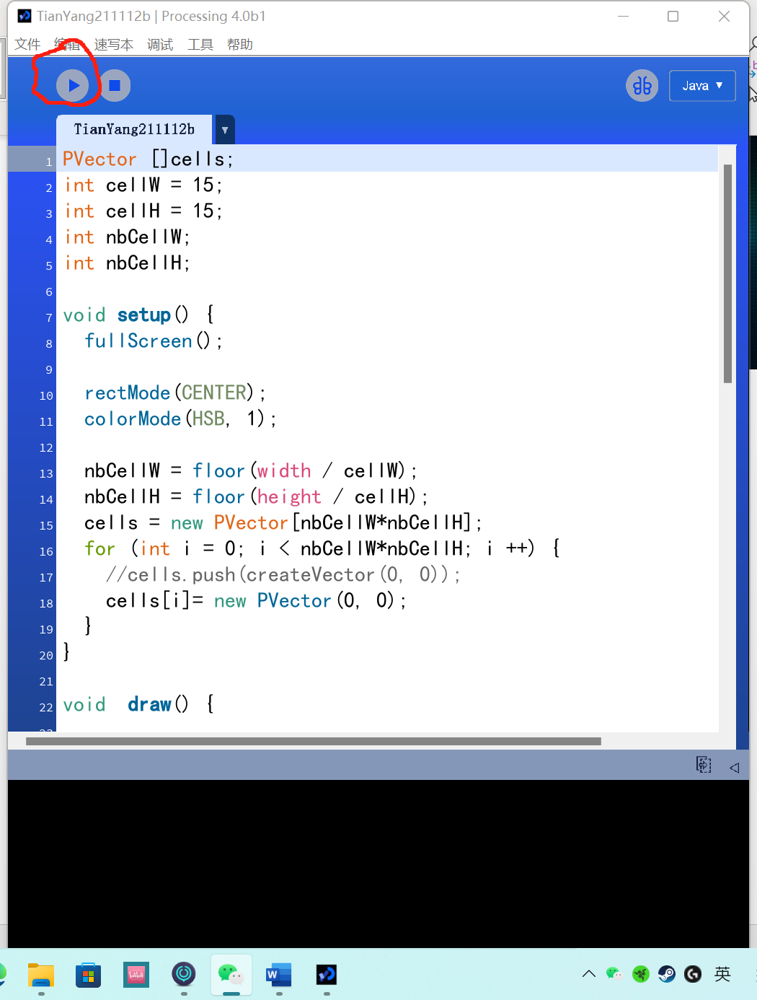 TianYang211112b | Processing 4.0b1
文件 编辑 速写本 调试 工具 帮助
Java
TianYang211112b
1 PVector []cells;
2 int cellW = 15;
3 int cellH = 15;
4 int nbCellW;
5 int nbCellH;
6
7 void setup() {
8 fullScreen();
9
10 rectMode(CENTER);
11 colorMode(HSB, 1);
12
13 nbCellW = floor(width / cellW);
14 nbCellH = floor(height / cellH);
15 cells = new PVector[nbCellW*nbCellH];
16 for (int i = 0; i < nbCellW*nbCellH; i ++) {
17 //cells.push(createVector(0, 0));
18 cells[i]= new PVector(0, 0);
19 }
20 }
21
22 void  draw() {
英